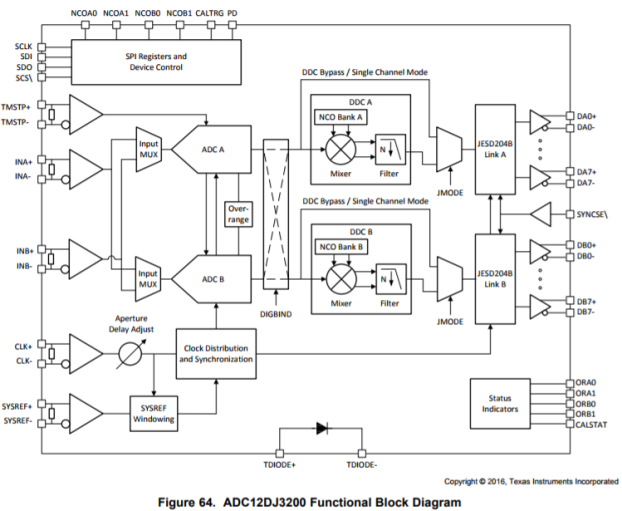 NCOA0 NCOA1 NCOB0 NCOB1 CALTRG PD
SCLK
SDI
SDO
SCS\
SPI Registers and
Device Control
TMSTP+
TMSTP-
INA+
INA-
Input
MUX
ADC A
Over-
range
INB+
INB-
Input
MUX
ADC B
DIGBIND
DDC Bypass / Single Channel Mode
DDC A
NCO Bank A
N
Mixer
Filter
JMODE
DDC Bypass / Single Channel Mode
DDC B
NCO Bank B
N
Mixer
Filter
JMODE
JESD204B
Link A
JESD204B
Link B
DA0+
DA0-
DA7+
DA7-
SYNCSE\
DB0+
DB0-
DB7+
DB7-
Aperture
Delay Adjust
CLK+
CLK-
Clock Distribution
and Synchronization
SYSREF+
SYSREF-
SYSREF
Windowing
Status
Indicators
ORA0
ORA1
ORB0
ORB1
CALSTAT
TDIODE+
TDIODE-
Copyright © 2016, Texas Instruments Incorporated
Figure 64. ADC12DJ3200 Functional Block Diagram